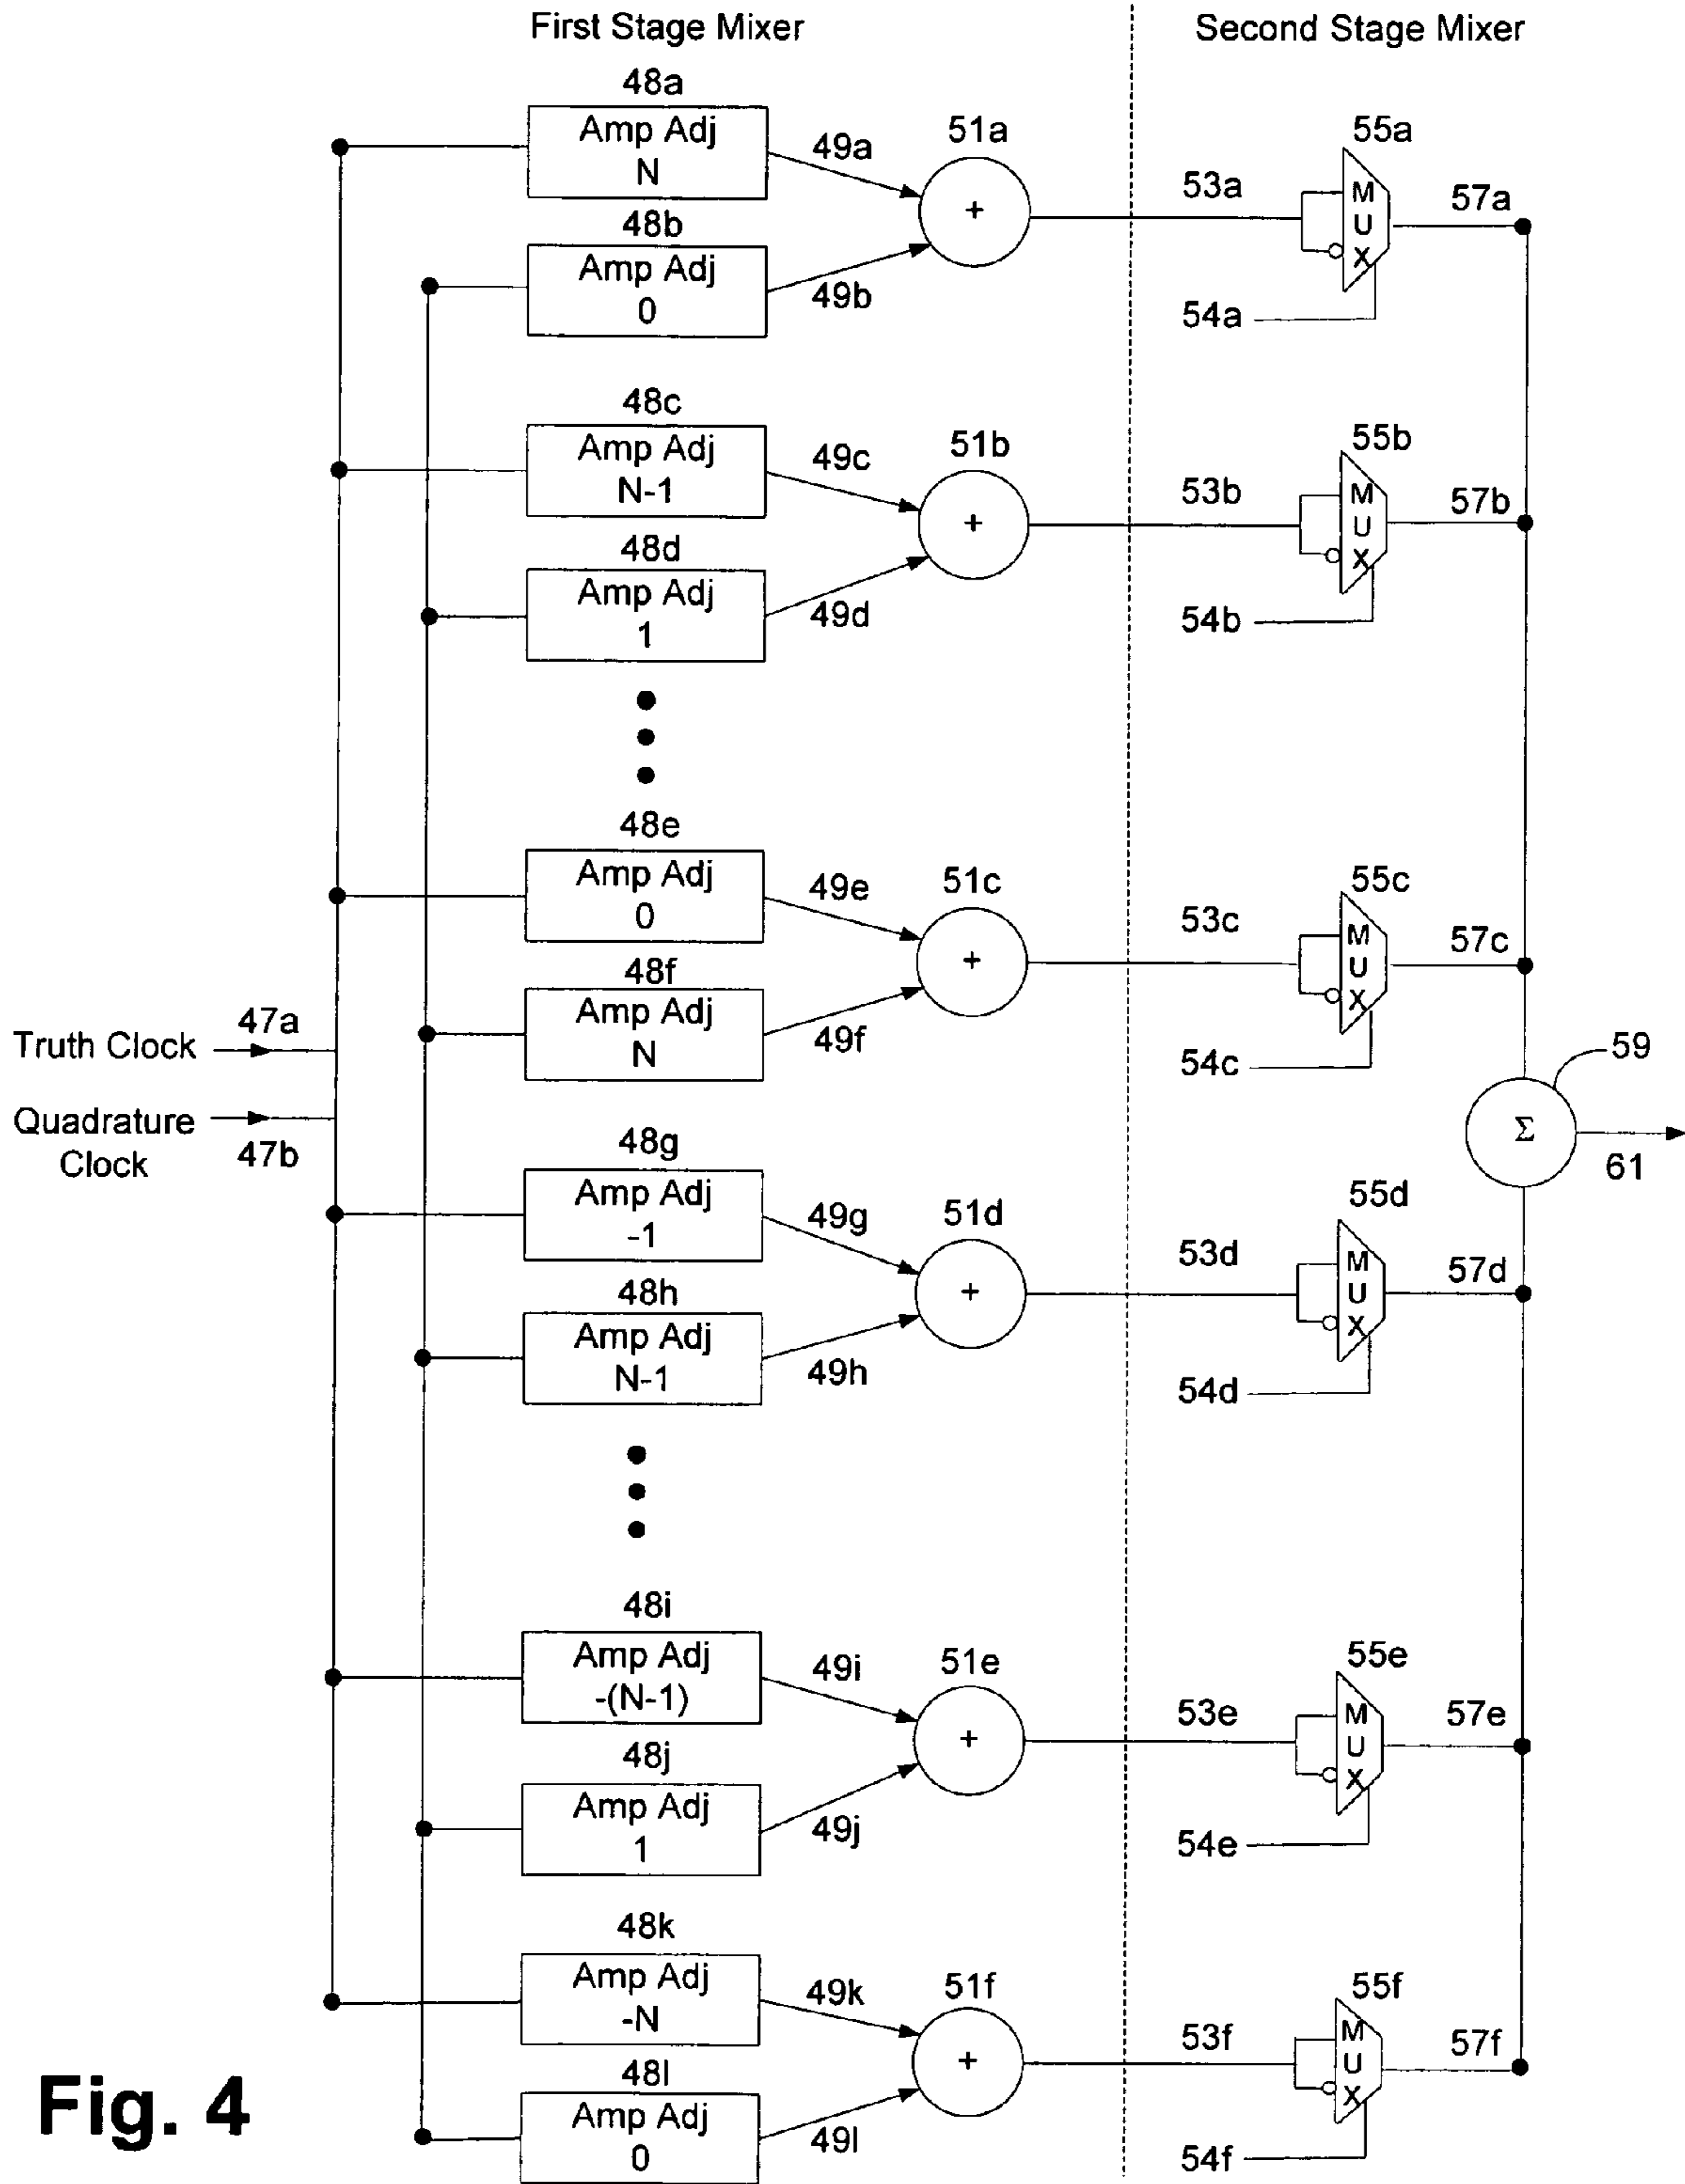 First Stage Mixer
Second Stage Mixer
48a
Amp Adj
N
49a
51a
+
48b
Amp Adj
0
49b
53a
55a
M
U
X
54a
57a
48c
Amp Adj
N-1
49c
51b
+
48d
Amp Adj
1
49d
53b
55b
M
U
X
54b
57b
48e
Amp Adj
0
49e
51c
+
48f
Amp Adj
N
49f
53c
55c
M
U
X
54c
57c
Truth Clock
47a
Quadrature
Clock
47b
59
Σ
61
48g
Amp Adj
-1
49g
51d
+
48h
Amp Adj
N-1
49h
53d
55d
M
U
X
54d
57d
48i
Amp Adj
-(N-1)
49i
51e
+
48j
Amp Adj
1
49j
53e
55e
M
U
X
54e
57e
48k
Amp Adj
-N
49k
51f
+
48l
Amp Adj
0
49l
53f
55f
M
U
X
54f
57f
Fig. 4